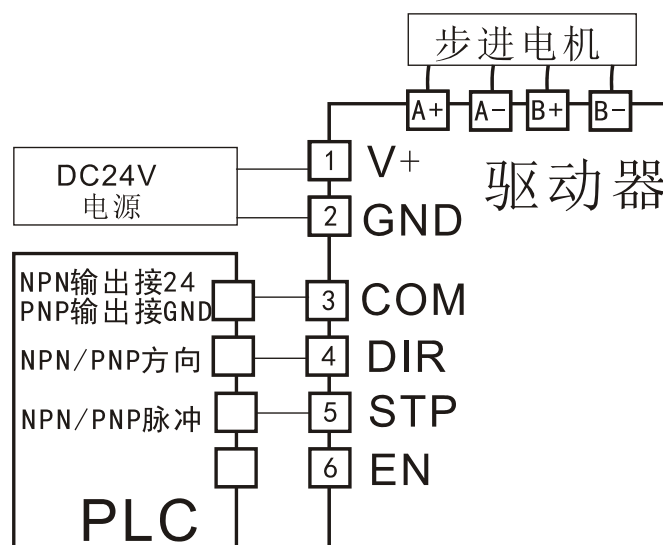 步进电机
A+ A- B+ B-
驱动器
DC24V
电源
1 V+
2 GND
NPN输出接24
PNP输出接GND
3 COM
NPN/PNP方向
4 DIR
NPN/PNP脉冲
5 STP
6 EN
PLC